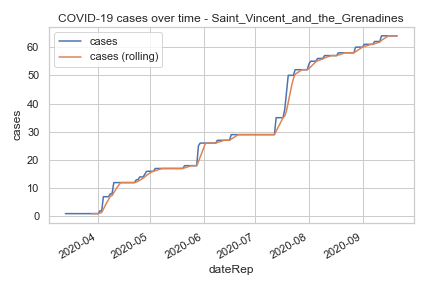 COVID-19 cases over time - Saint_Vincent_and_the_Grenadines
cases
cases (rolling)
60
50
40
30
20
10
0
cases
2020-04
2020-05
2020-06
2020-07
2020-08
2020-09
dateRep